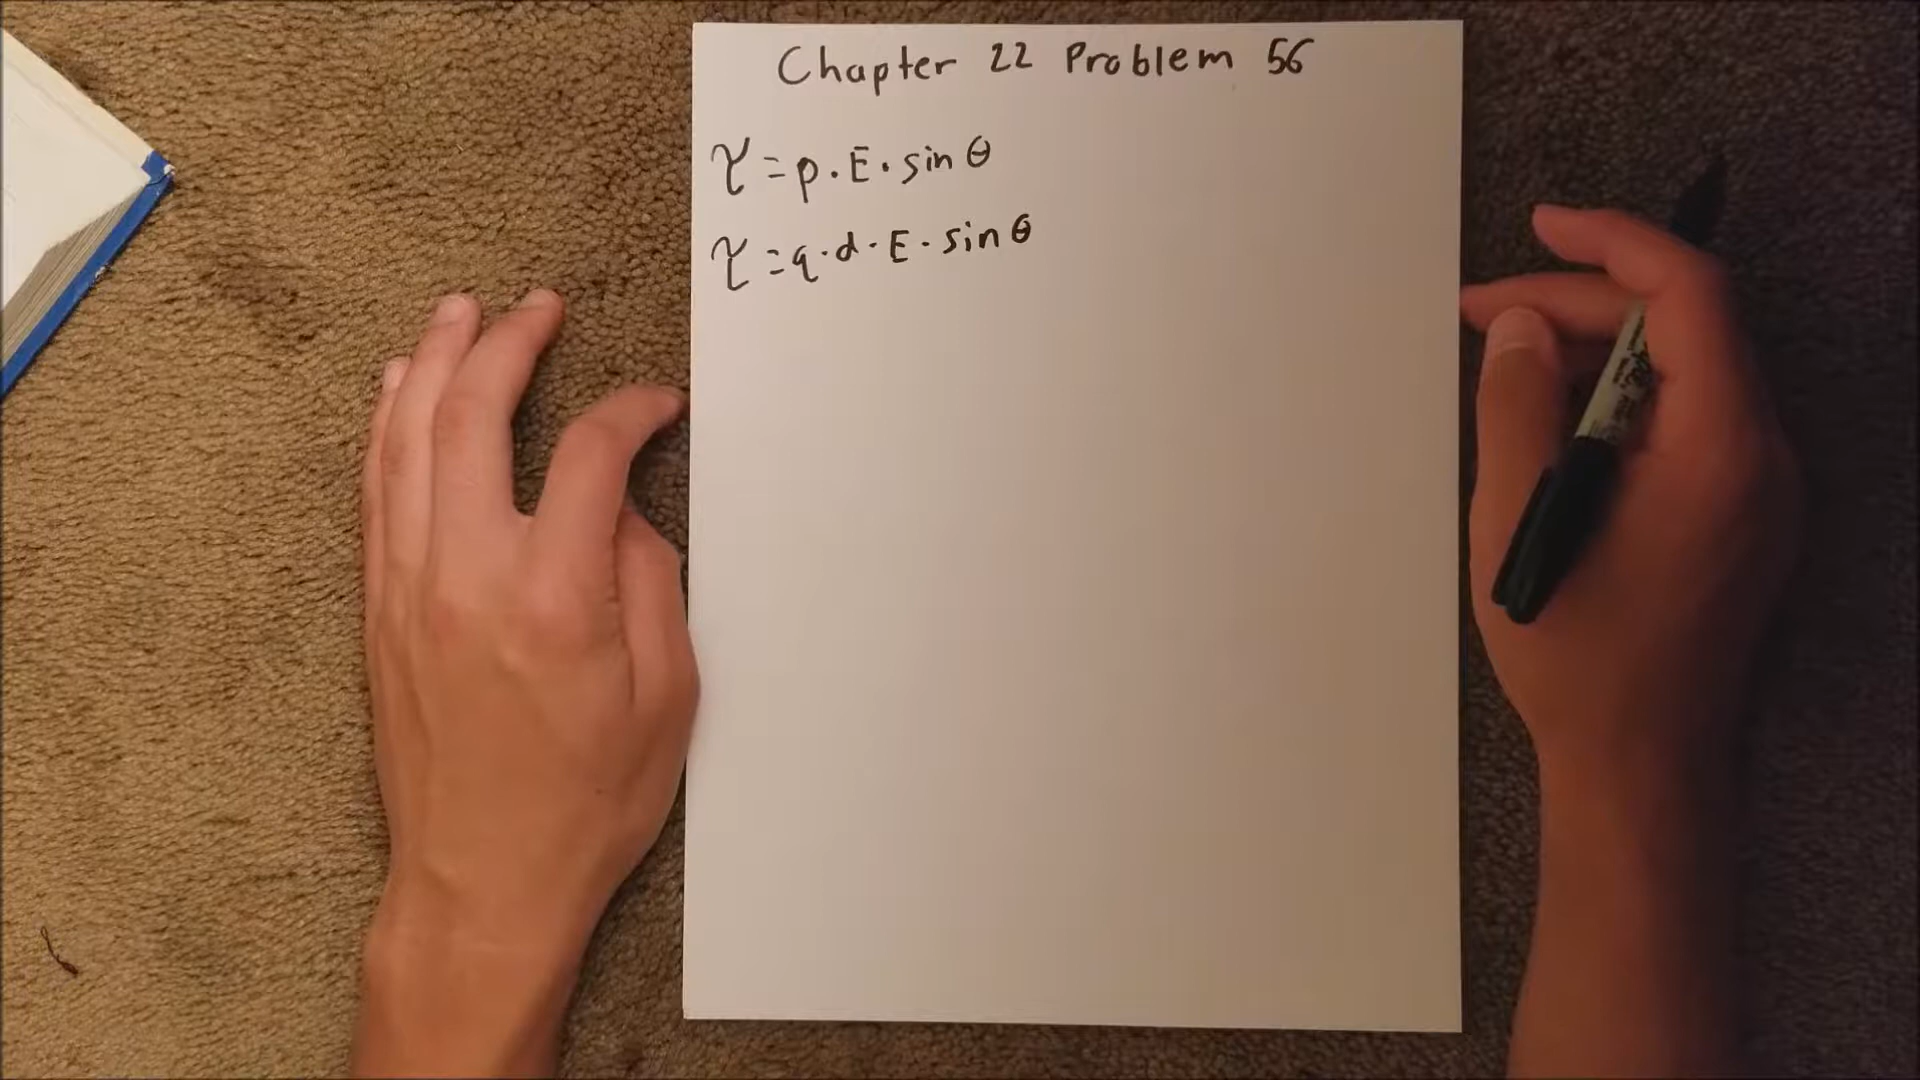 Chapter 22 Problem 56
τ = p · E · sin θ
τ = q · d · E · sin θ